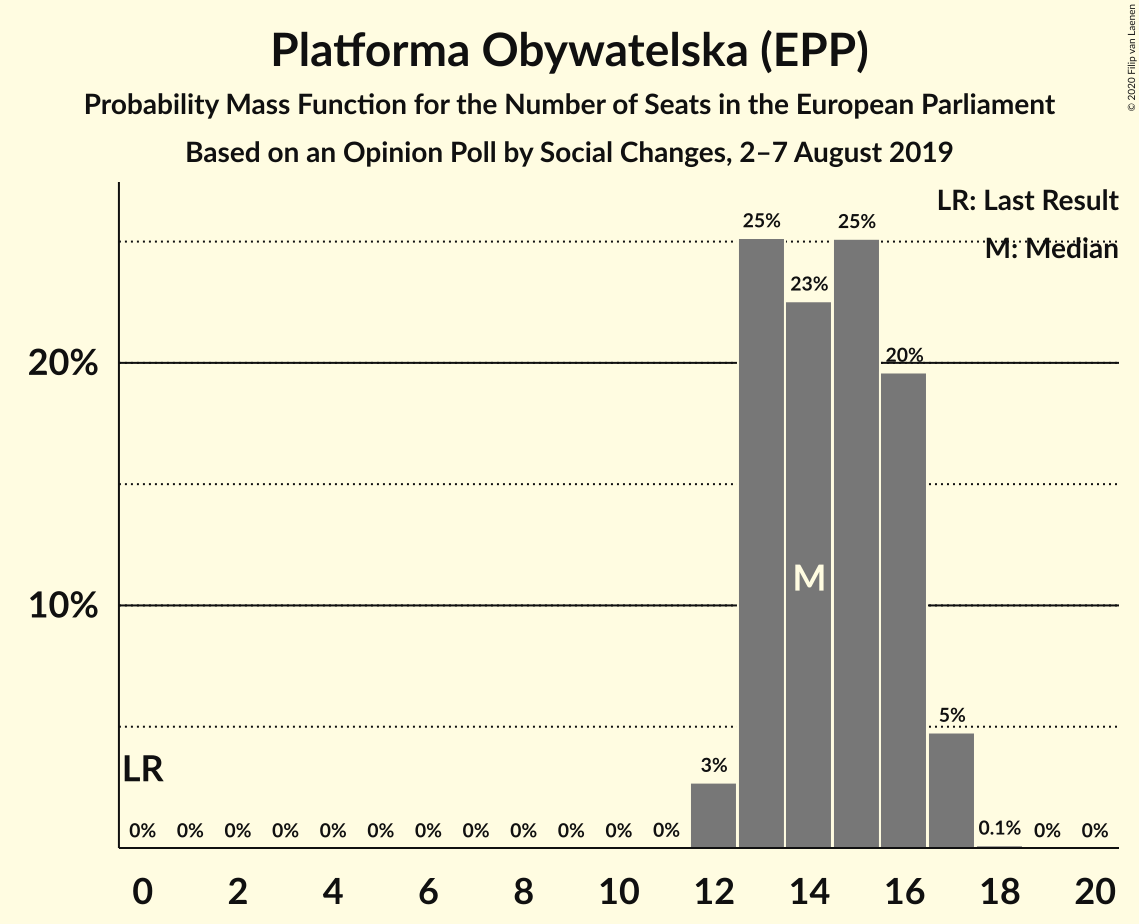 Platforma Obywatelska (EPP)
Probability Mass Function for the Number of Seats in the European Parliament
Based on an Opinion Poll by Social Changes, 2–7 August 2019
© 2020 Filip van Laenen
LR: Last Result
M: Median
25%
25%
23%
20%
20%
10%
M
5%
3%
LR
0% 0% 0% 0% 0% 0% 0% 0% 0% 0% 0% 0% 0.1% 0% 0%
0 2 4 6 8 10 12 14 16 18 20